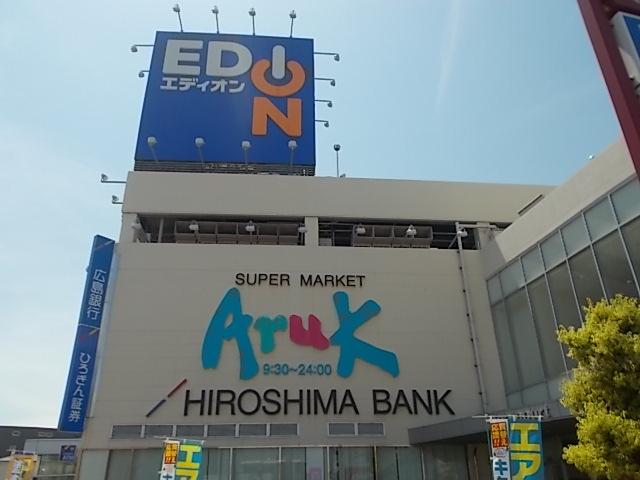 EDION
エディオン
SUPER MARKET
Aruk
9:30~24:00
HIROSHIMA BANK
広島銀行
ひろぎん証券
エア